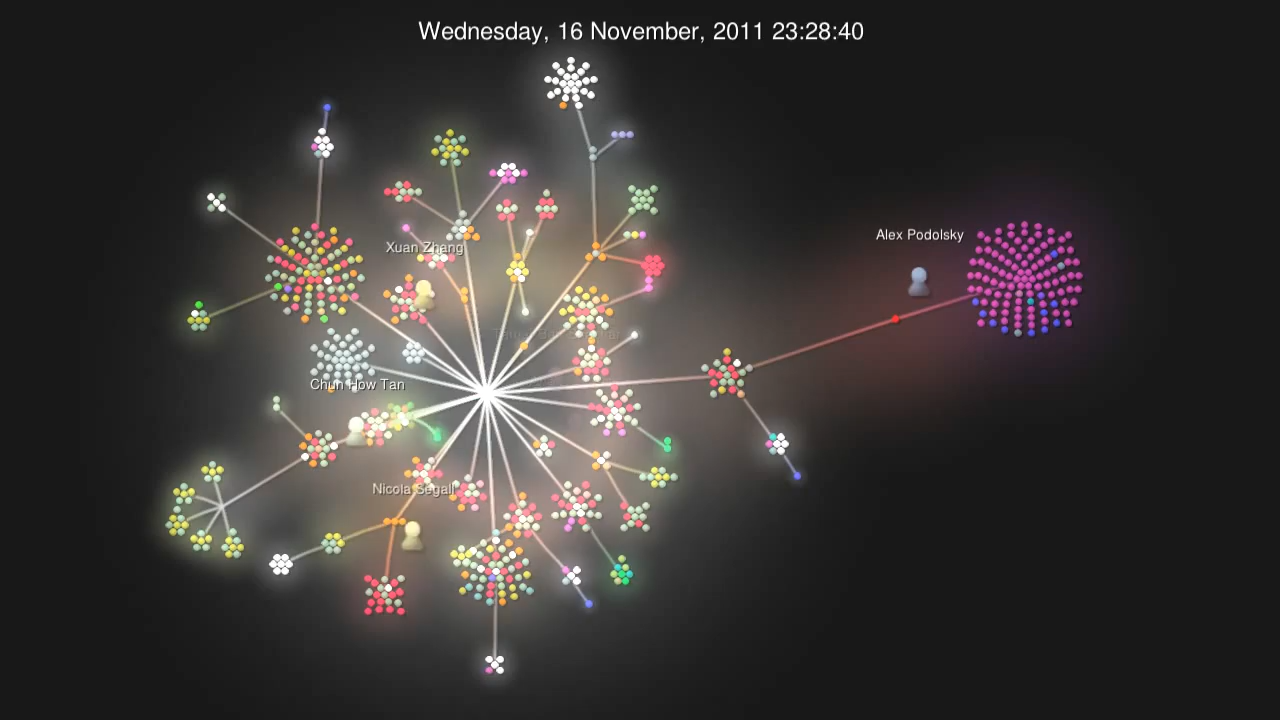 Wednesday, 16 November, 2011 23:28:40
Alex Podolsky
Xuan Zhang
Chun How Tan
Nicola Segall